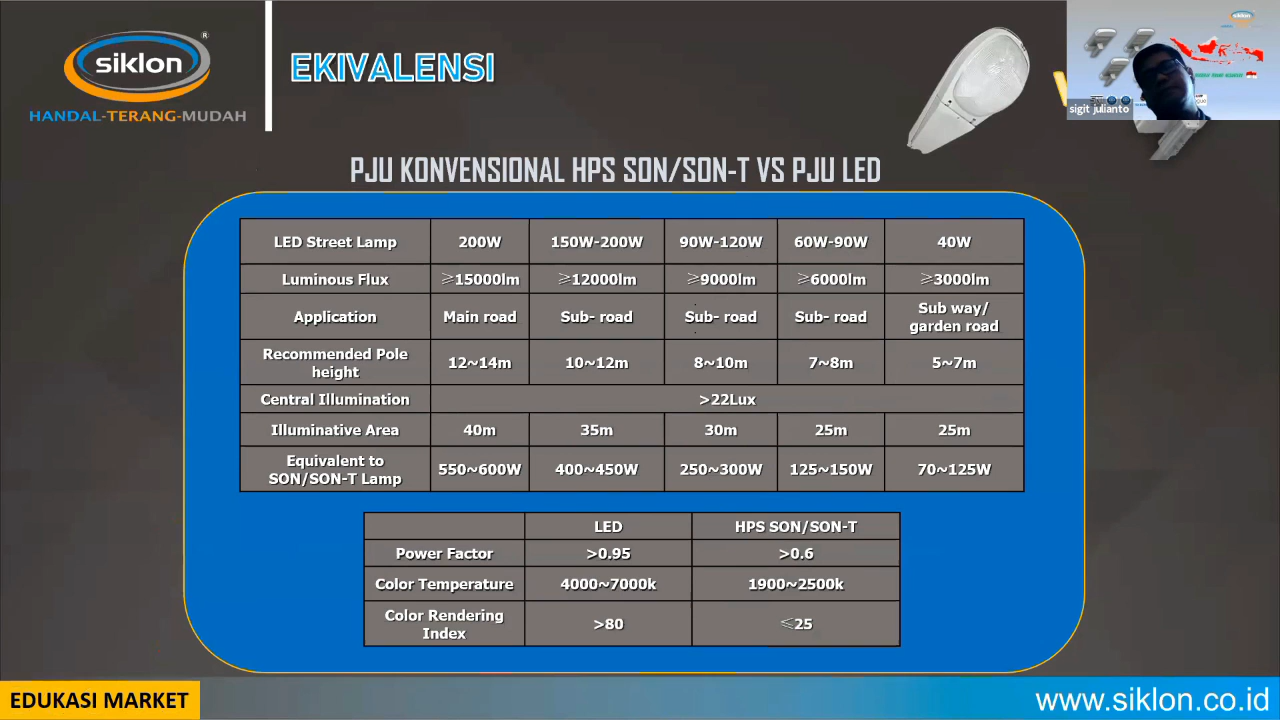 siklon®
HANDAL-TERANG-MUDAH
EKIVALENSI
sigit julianto
PJU KONVENSIONAL HPS SON/SON-T VS PJU LED
LED Street Lamp 200W 150W-200W 90W-120W 60W-90W 40W
Luminous Flux ≥15000lm ≥12000lm ≥9000lm ≥6000lm ≥3000lm
Application Main road Sub- road Sub- road Sub- road Sub way/
garden road
Recommended Pole
height 12~14m 10~12m 8~10m 7~8m 5~7m
Central Illumination >22Lux
Illuminative Area 40m 35m 30m 25m 25m
Equivalent to
SON/SON-T Lamp 550~600W 400~450W 250~300W 125~150W 70~125W
LED HPS SON/SON-T
Power Factor >0.95 >0.6
Color Temperature 4000~7000k 1900~2500k
Color Rendering
Index >80 ≤25
EDUKASI MARKET
www.siklon.co.id